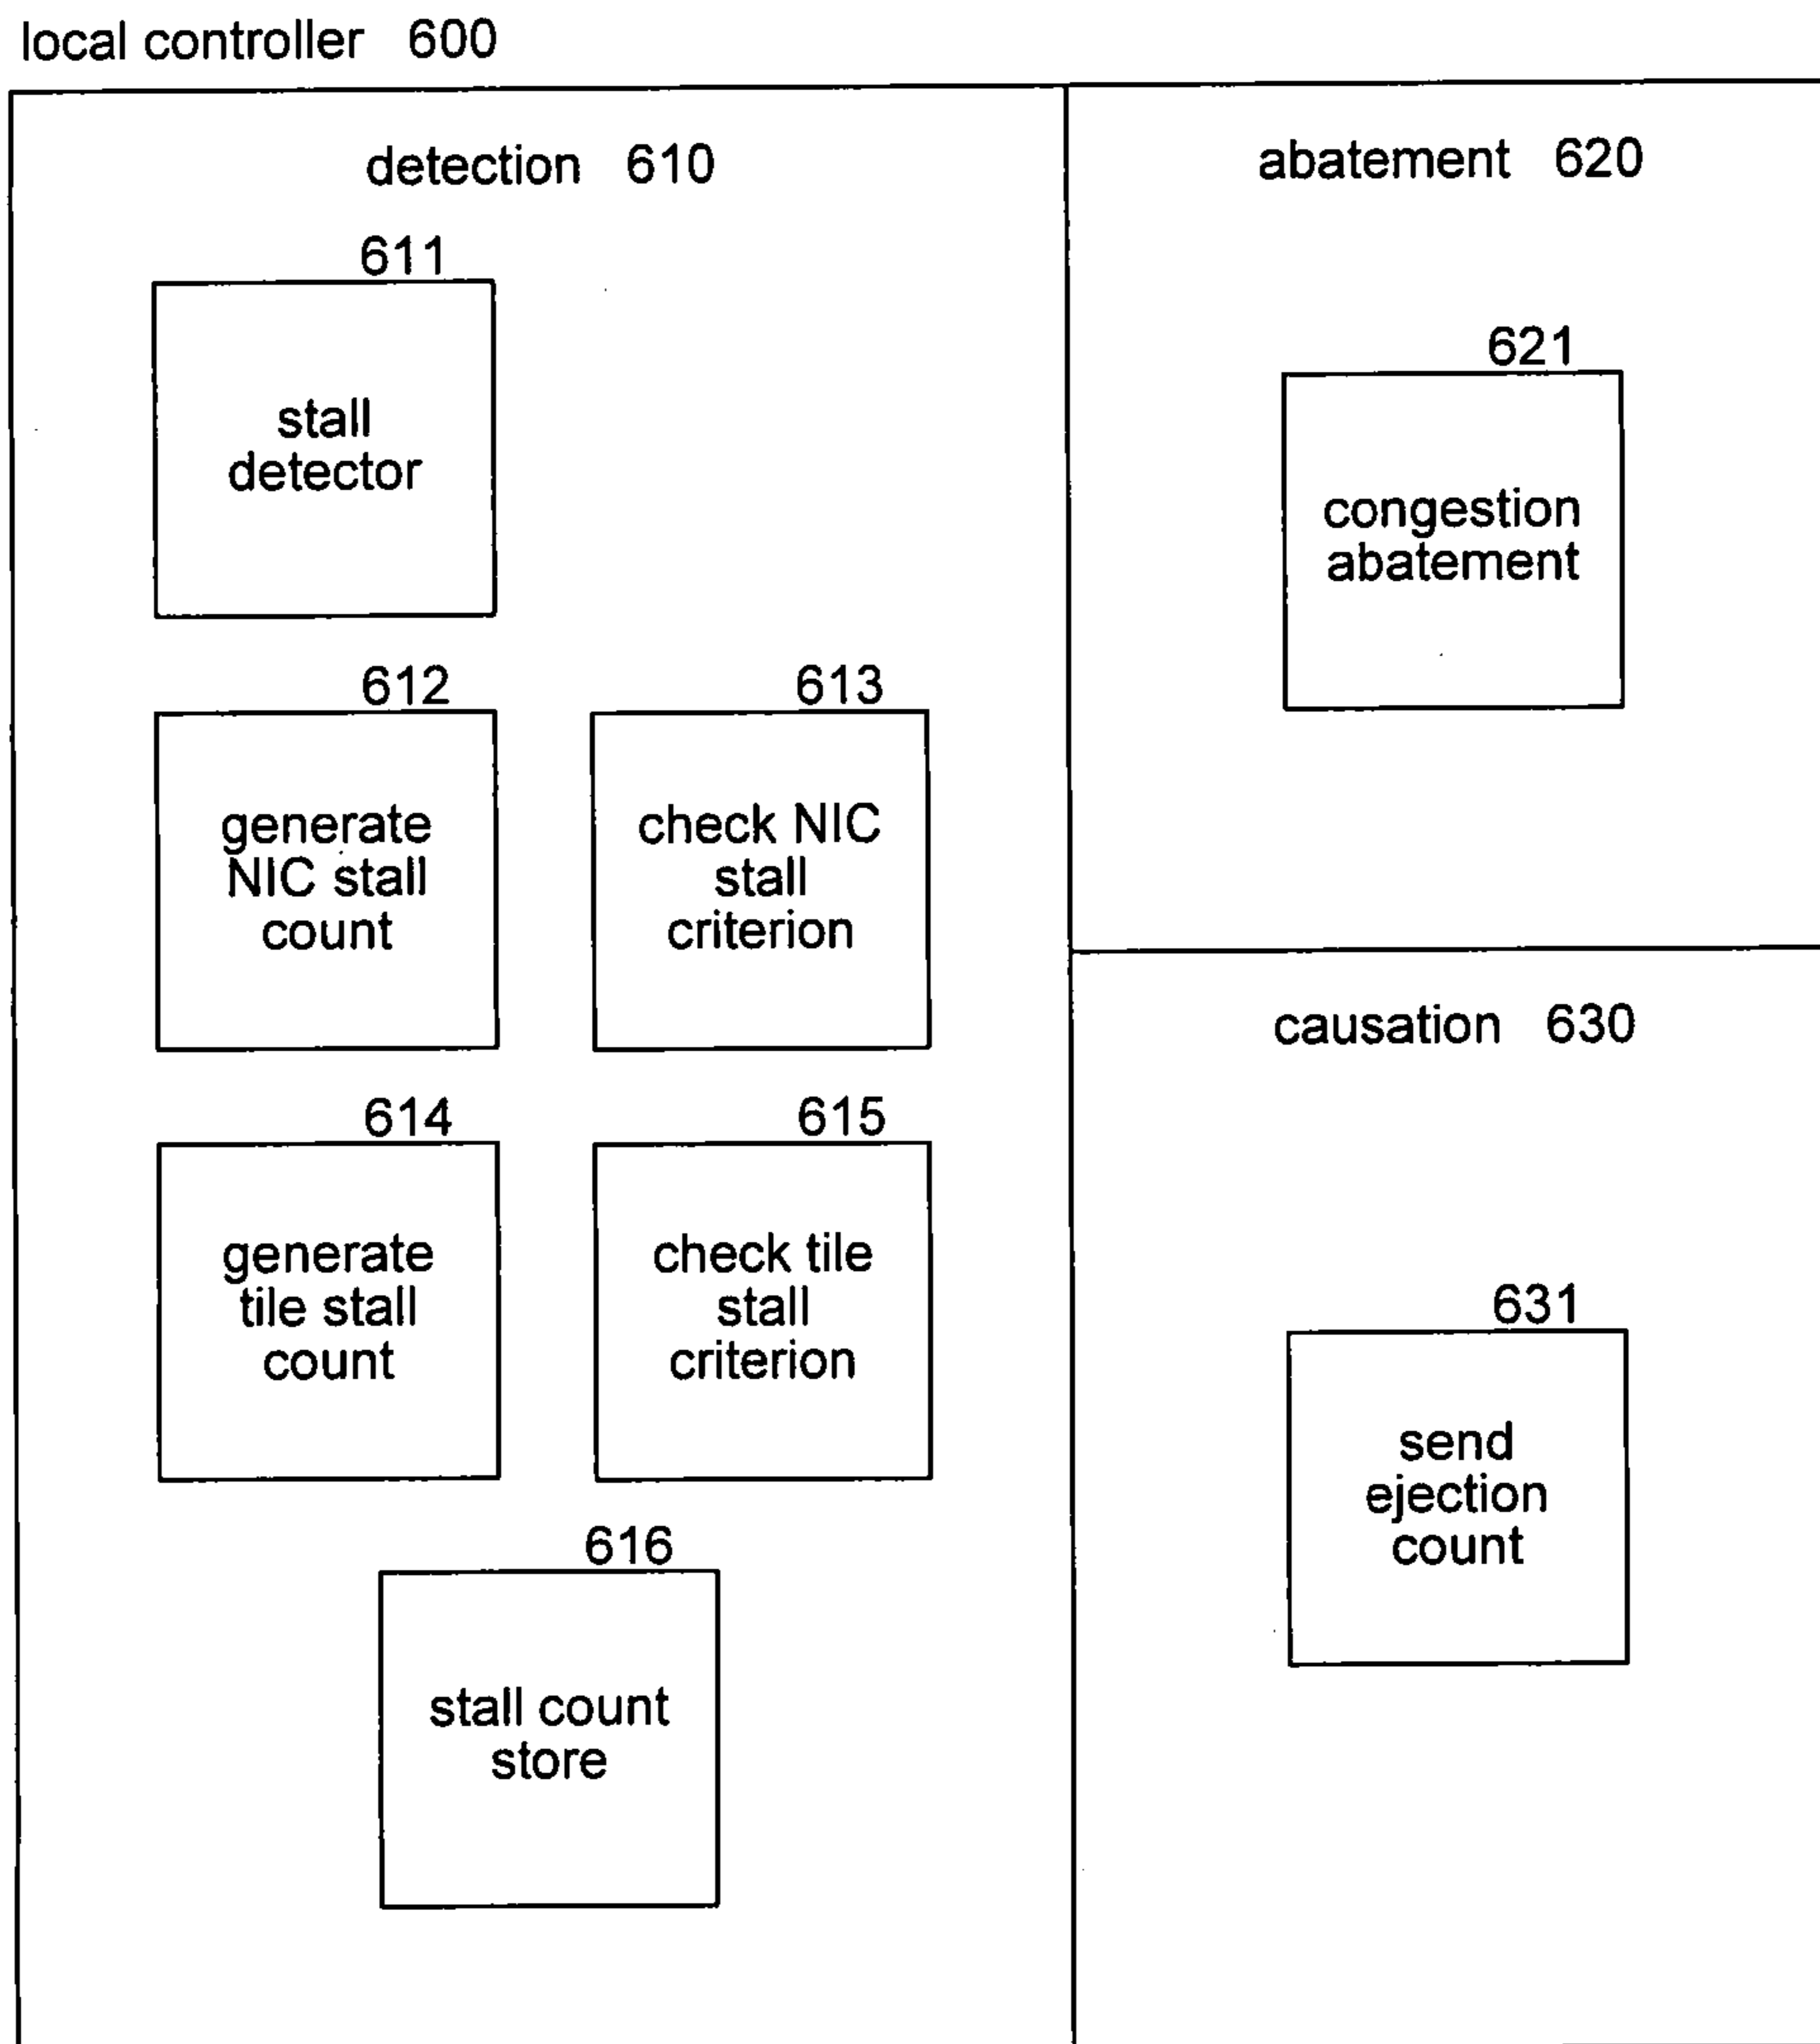 local controller 600
detection 610
611
stall
detector
612
generate
NIC stall
count
613
check NIC
stall
criterion
614
generate
tile stall
count
615
check tile
stall
criterion
616
stall count
store
abatement 620
621
congestion
abatement
causation 630
631
send
ejection
count